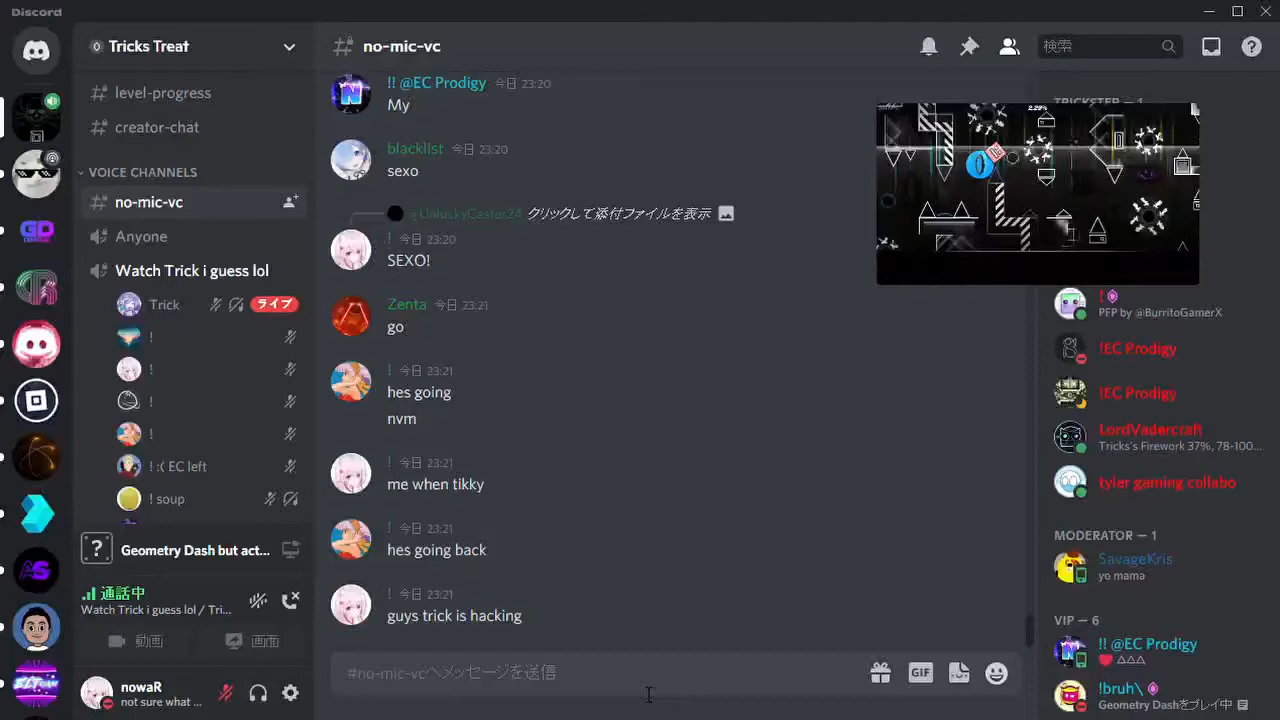 Discord
Tricks Treat
level-progress
creator-chat
VOICE CHANNELS
no-mic-vc
Anyone
Watch Trick i guess lol
Trick
ライブ
!
!
!
!
! :( EC left
! soup
?
Geometry Dash but act...
通話中
Watch Trick i guess lol / Tri...
動画
画面
nowaR
not sure what ...
no-mic-vc
検索
!! @EC Prodigy 今日 23:20
My
blacklist 今日 23:20
sexo
@UnluckyCaster24 クリックして添付ファイルを表示
! 今日 23:20
SEXO!
Zenta 今日 23:21
go
! 今日 23:21
hes going
nvm
! 今日 23:21
me when tikky
! 今日 23:21
hes going back
! 今日 23:21
guys trick is hacking
#no-mic-vcへメッセージを送信
GIF
TRICKSTER — 1
2.29%
!
PFP by @BurritoGamerX
!EC Prodigy
!EC Prodigy
LordVadercraft
Tricks's Firework 37%, 78-100...
tyler gaming collabo
MODERATOR — 1
SavageKris
yo mama
VIP — 6
!! @EC Prodigy
△△△
!bruh\
Geometry Dashをプレイ中